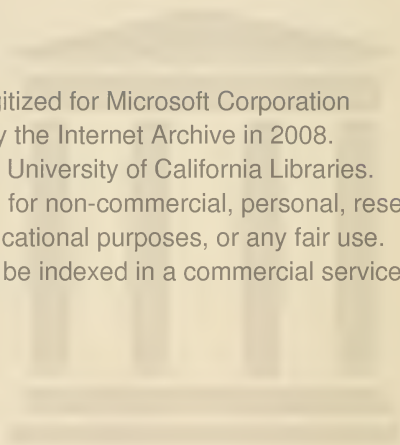 gitized for Microsoft Corporation
y the Internet Archive in 2008.
University of California Libraries.
for non-commercial, personal, rese
cational purposes, or any fair use.
be indexed in a commercial service